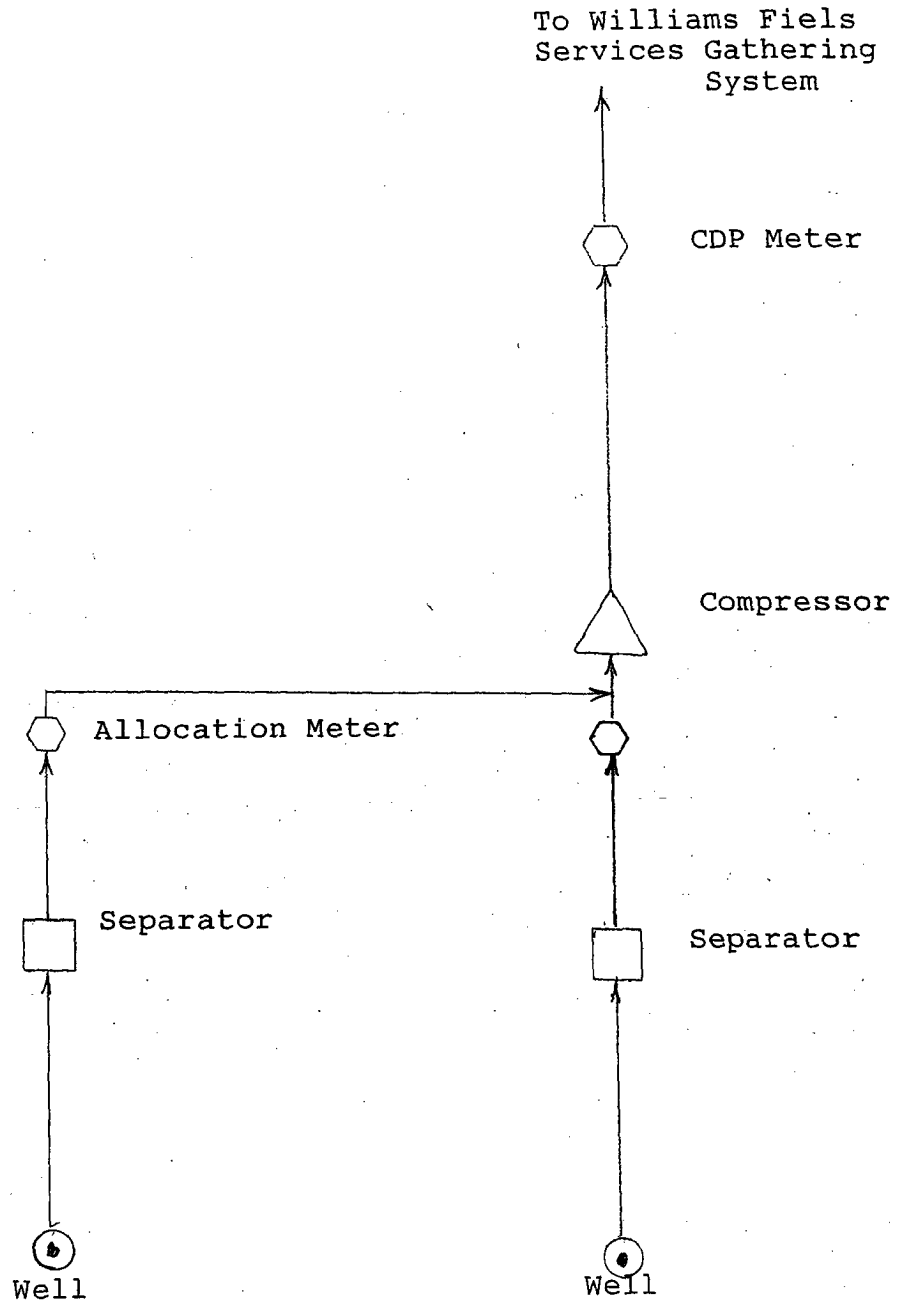 To Williams Fiels
Services Gathering
System
CDP Meter
Compressor
Allocation Meter
Separator
Separator
Well
Well